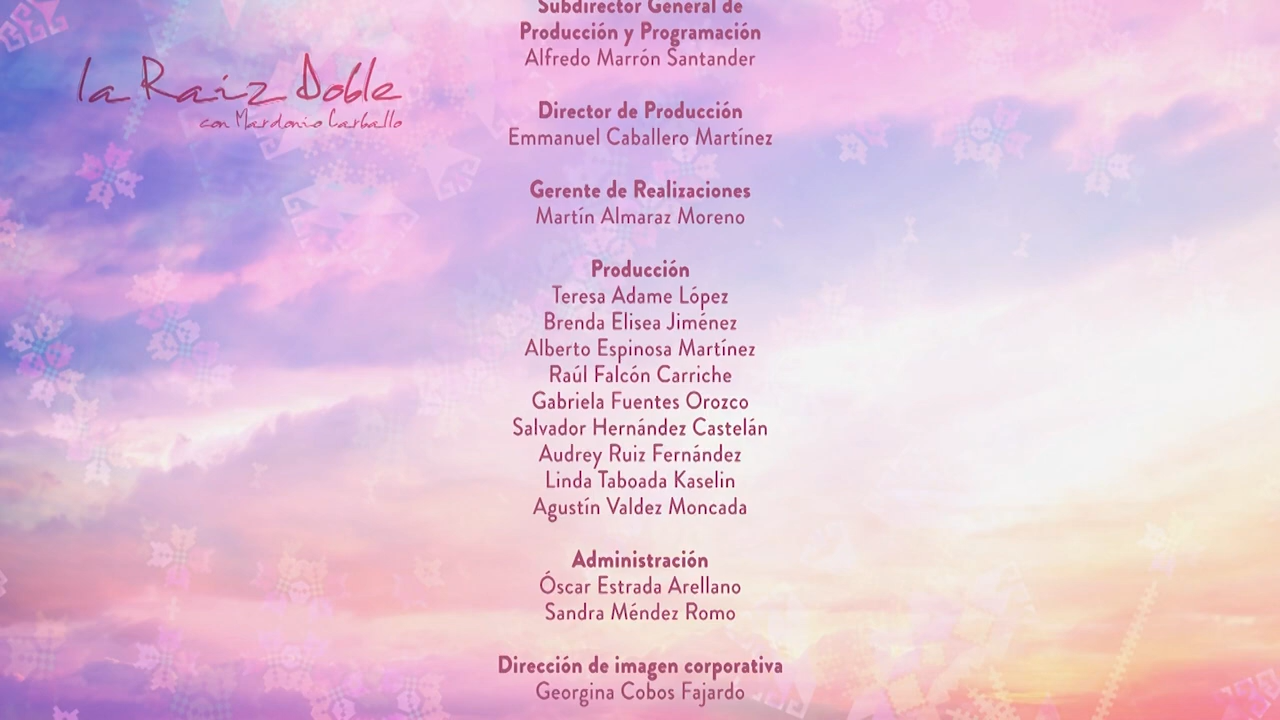 la Raíz Doble
con Mardonio Carballo
Subdirector General de
Producción y Programación
Alfredo Marrón Santander
Director de Producción
Emmanuel Caballero Martínez
Gerente de Realizaciones
Martín Almaraz Moreno
Producción
Teresa Adame López
Brenda Elisea Jiménez
Alberto Espinosa Martínez
Raúl Falcón Carriche
Gabriela Fuentes Orozco
Salvador Hernández Castelán
Audrey Ruiz Fernández
Linda Taboada Kaselin
Agustín Valdez Moncada
Administración
Óscar Estrada Arellano
Sandra Méndez Romo
Dirección de imagen corporativa
Georgina Cobos Fajardo